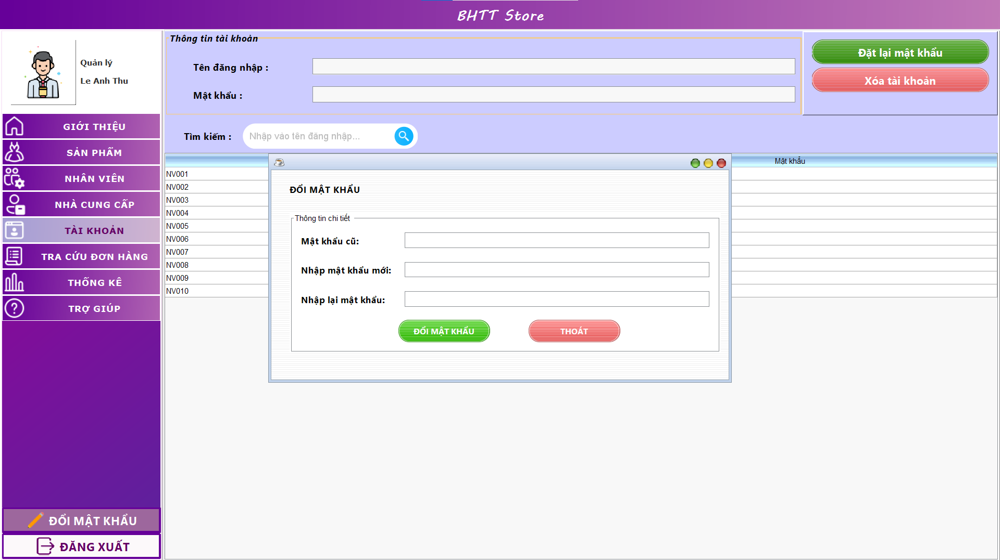 BHTT Store
Quản lý
Le Anh Thu
GIỚI THIỆU
SẢN PHẨM
NHÂN VIÊN
NHÀ CUNG CẤP
TÀI KHOẢN
TRA CỨU ĐƠN HÀNG
THỐNG KÊ
TRỢ GIÚP
ĐỔI MẬT KHẨU
ĐĂNG XUẤT
Thông tin tài khoản
Tên đăng nhập :
Mật khẩu :
Đặt lại mật khẩu
Xóa tài khoản
Tìm kiếm :
Nhập vào tên đăng nhập...
Mật khẩu
NV001
NV002
NV003
NV004
NV005
NV006
NV007
NV008
NV009
NV010
ĐỔI MẬT KHẨU
Thông tin chi tiết
Mật khẩu cũ:
Nhập mật khẩu mới:
Nhập lại mật khẩu:
ĐỔI MẬT KHẨU
THOÁT